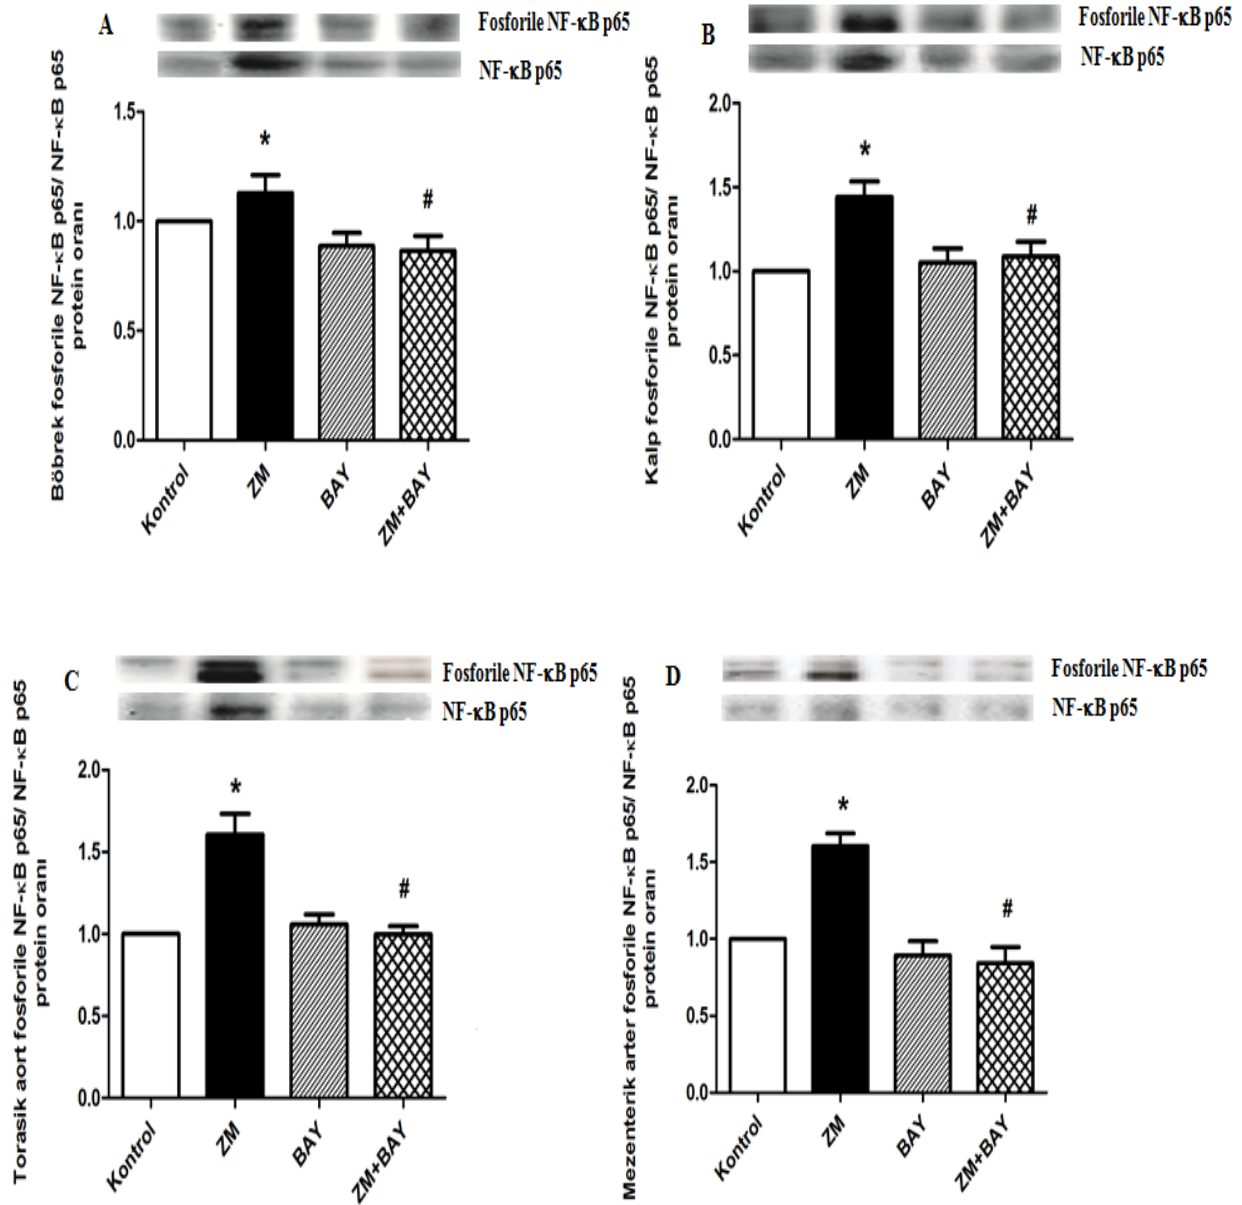 A
Fosforile NF-κB p65
NF-κB p65
Böbrek fosforile NF-κB p65/ NF-κB p65
protein oranı
1.5
1.0
0.5
0.0
*
#
Kontrol
ZM
BAY
ZM+BAY
B
Fosforile NF-κB p65
NF-κB p65
Kalp fosforile NF-κB p65/ NF-κB p65
protein oranı
2.0
1.5
1.0
0.5
0.0
*
#
Kontrol
ZM
BAY
ZM+BAY
C
Fosforile NF-κB p65
NF-κB p65
Torasik aort fosforile NF-κB p65/ NF-κB p65
protein oranı
2.0
1.5
1.0
0.5
0.0
*
#
Kontrol
ZM
BAY
ZM+BAY
D
Fosforile NF-κB p65
NF-κB p65
Mezenterik arter fosforile NF-κB p65/ NF-κB p65
protein oranı
2.0
1.5
1.0
0.5
0.0
*
#
Kontrol
ZM
BAY
ZM+BAY